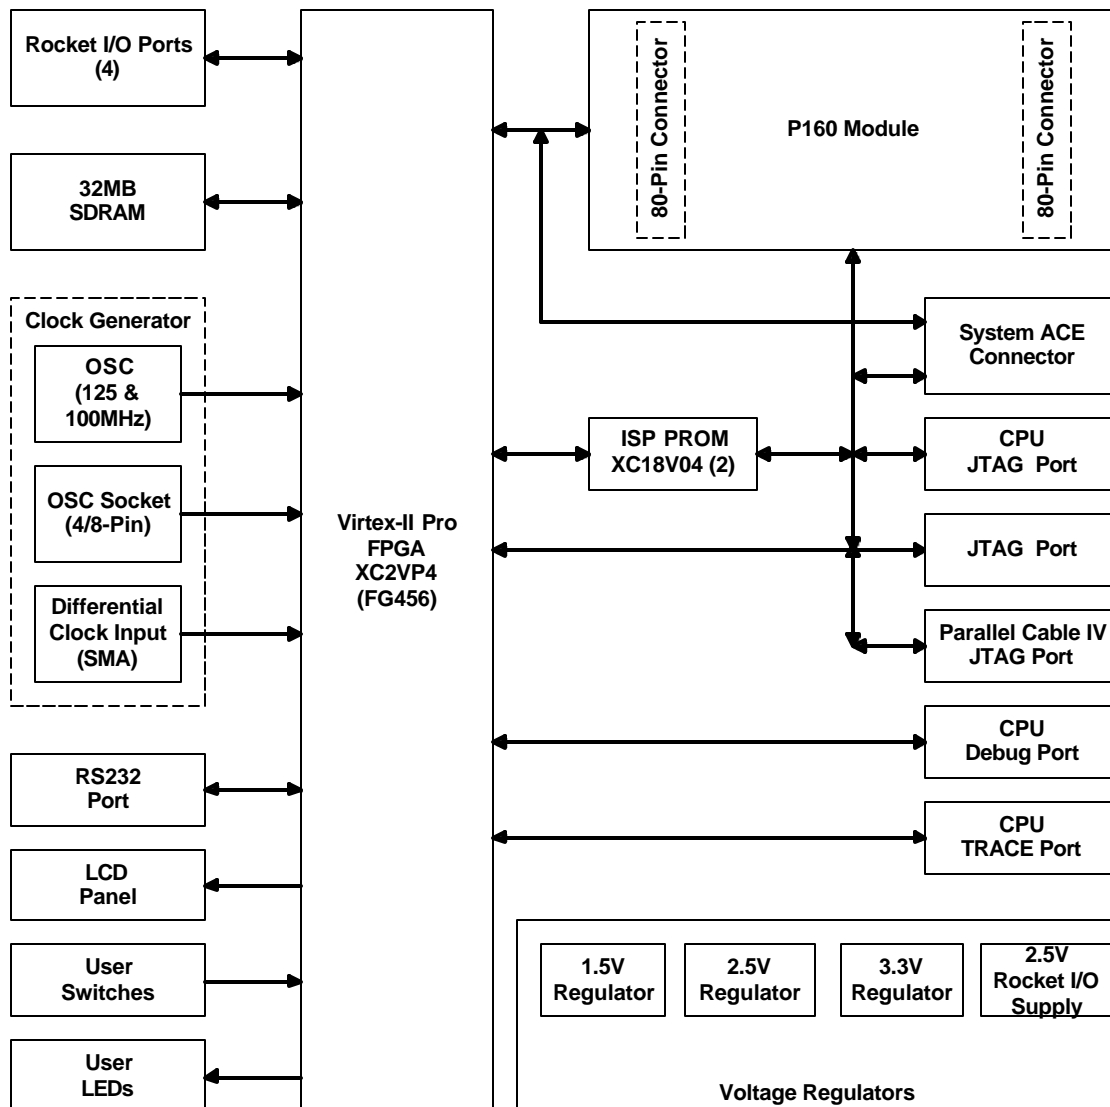 Rocket I/O Ports
(4)
32MB
SDRAM
Clock Generator
OSC
(125 &
100MHz)
OSC Socket
(4/8-Pin)
Differential
Clock Input
(SMA)
RS232
Port
LCD
Panel
User
Switches
User
LEDs
Virtex-II Pro
FPGA
XC2VP4
(FG456)
80-Pin Connector
P160 Module
80-Pin Connector
System ACE
Connector
ISP PROM
XC18V04 (2)
CPU
JTAG Port
JTAG Port
Parallel Cable IV
JTAG Port
CPU
Debug Port
CPU
TRACE Port
1.5V
Regulator
2.5V
Regulator
3.3V
Regulator
2.5V
Rocket I/O
Supply
Voltage Regulators